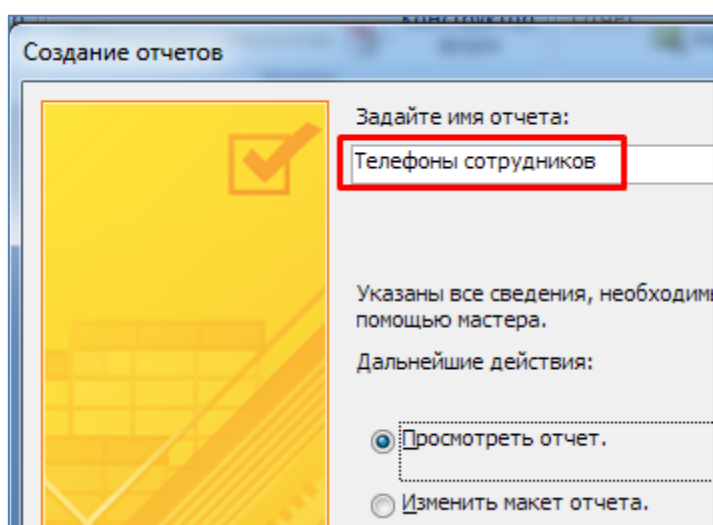 Создание отчетов
Задайте имя отчета:
Телефоны сотрудников
Указаны все сведения, необходимы
помощью мастера.
Дальнейшие действия:
Просмотреть отчет.
Изменить макет отчета.